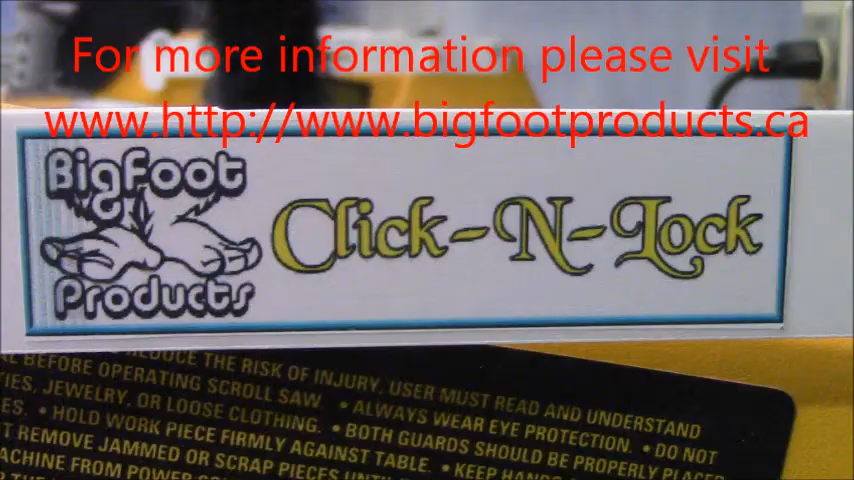 For more information please visit
www.http://www.bigfootproducts.ca
BigFoot
Products
Click-N-Lock
REDUCE THE RISK OF INJURY, USER MUST READ AND UNDERSTAND
BEFORE OPERATING SCROLL SAW.
JEWELRY, OR LOOSE CLOTHING. • ALWAYS WEAR EYE PROTECTION. • DO NOT
• HOLD WORK PIECE FIRMLY AGAINST TABLE. • BOTH GUARDS SHOULD BE PROPERLY PLACED
REMOVE JAMMED OR SCRAP PIECES UNTIL • KEEP HANDS
MACHINE FROM POWER